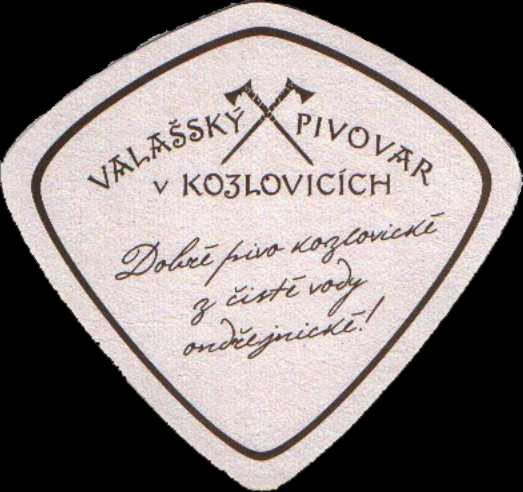 VALAŠSKÝ PIVOVAR
V KOZLOVICÍCH
Dobré pivo kozlovické
z čisté vody
ondřejnické!